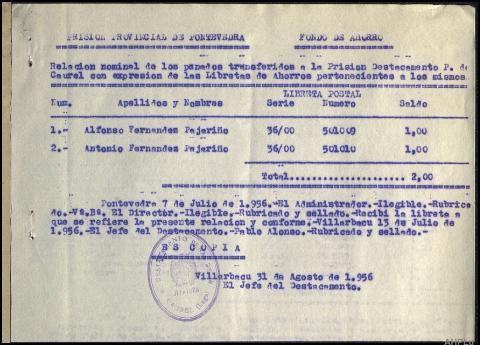 PRISION PROVINCIAL DE PONTEVEDRA FONDO DE AHORRO
Relacion nominal de los penados transferidos a la Prision Destacamento P. de
Caurel con expresion de las Libretas de Ahorros pertenecientes a los mismos.
LIBRETA POSTAL
Num. Apellidos y Nombres Serie Numero Saldo
1.- Alfonso Fernandez Pajariño 36/00 501009 1,00
2.- Antonio Fernandez Pajariño 36/00 501010 1,00
Total.................... 2,00
Pontevedra 7 de Julio de 1.956.-El Administrador.-Ilegible.-Rubrica
do.-Vº.Bº. El Director.-Ilegible.-Rubricado y sellado.-Recibi la libreta a
que se refiere la presente relacion y conforme.-Villarbacu 13 de Julio de
1.956.-El Jefe del Destacamento.-Pablo Alonso.-Rubricado y sellado.-
ES COPIA
DESTACAMENTO
JEFATURA
CAUREL (Lugo)
Villarbacu 31 de Agosto de 1.956
El Jefe del Destacamento.